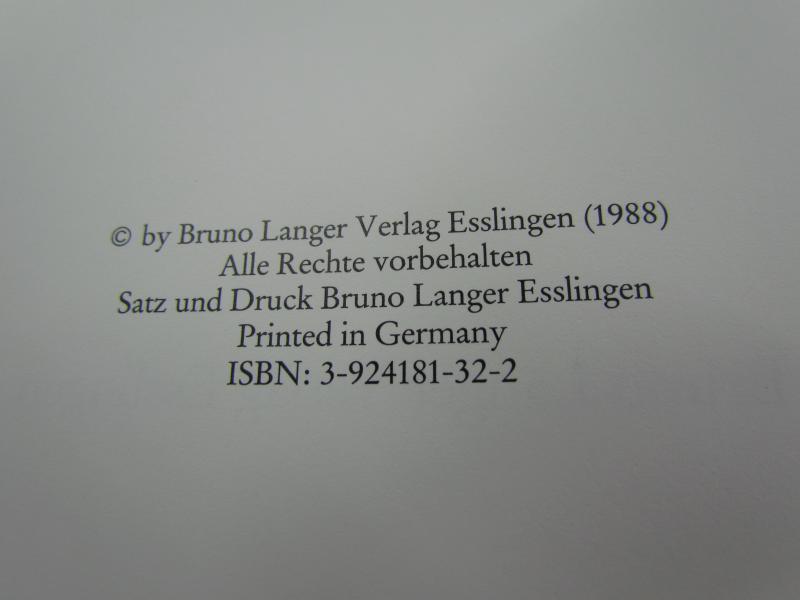 © by Bruno Langer Verlag Esslingen (1988)
Alle Rechte vorbehalten
Satz und Druck Bruno Langer Esslingen
Printed in Germany
ISBN: 3-924181-32-2